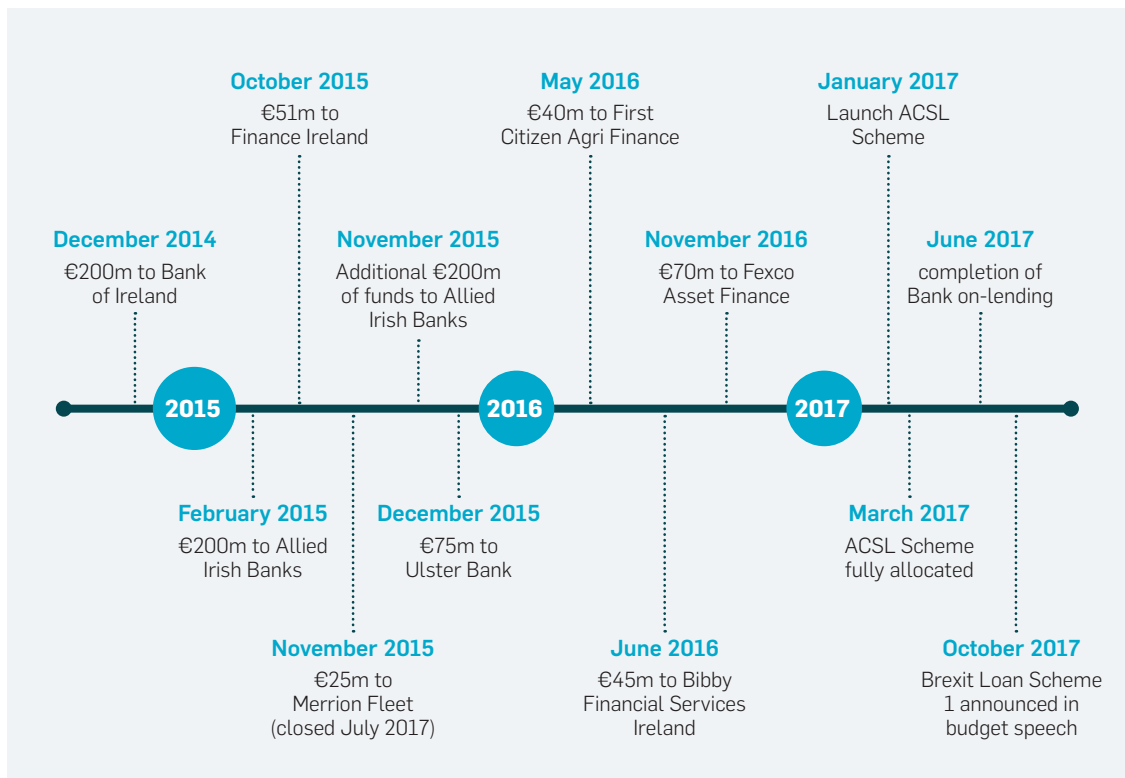 October 2015
€51m to
Finance Ireland
May 2016
€40m to First
Citizen Agri Finance
January 2017
Launch ACSL
Scheme
December 2014
€200m to Bank
of Ireland
November 2015
Additional €200m
of funds to Allied
Irish Banks
November 2016
€70m to Fexco
Asset Finance
June 2017
completion of
Bank on-lending
2015
2016
2017
February 2015
€200m to Allied
Irish Banks
December 2015
€75m to
Ulster Bank
March 2017
ACSL Scheme
fully allocated
November 2015
€25m to
Merrion Fleet
(closed July 2017)
June 2016
€45m to Bibby
Financial Services
Ireland
October 2017
Brexit Loan Scheme
1 announced in
budget speech